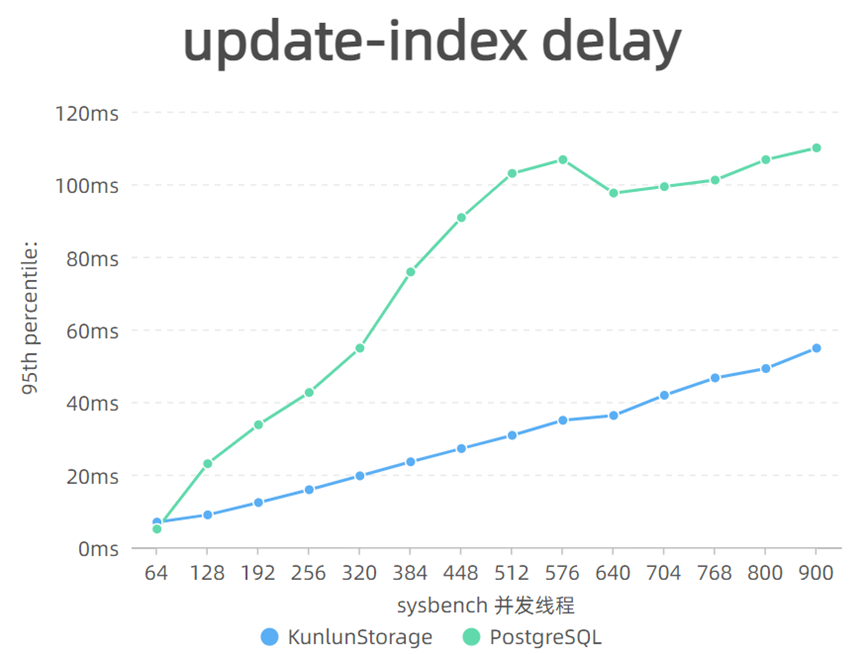 update-index delay
120ms
100ms
80ms
60ms
40ms
20ms
0ms
95th percentile:
64 128 192 256 320 384 448 512 576 640 704 768 800 900
sysbench 并发线程
KunlunStorage PostgreSQL